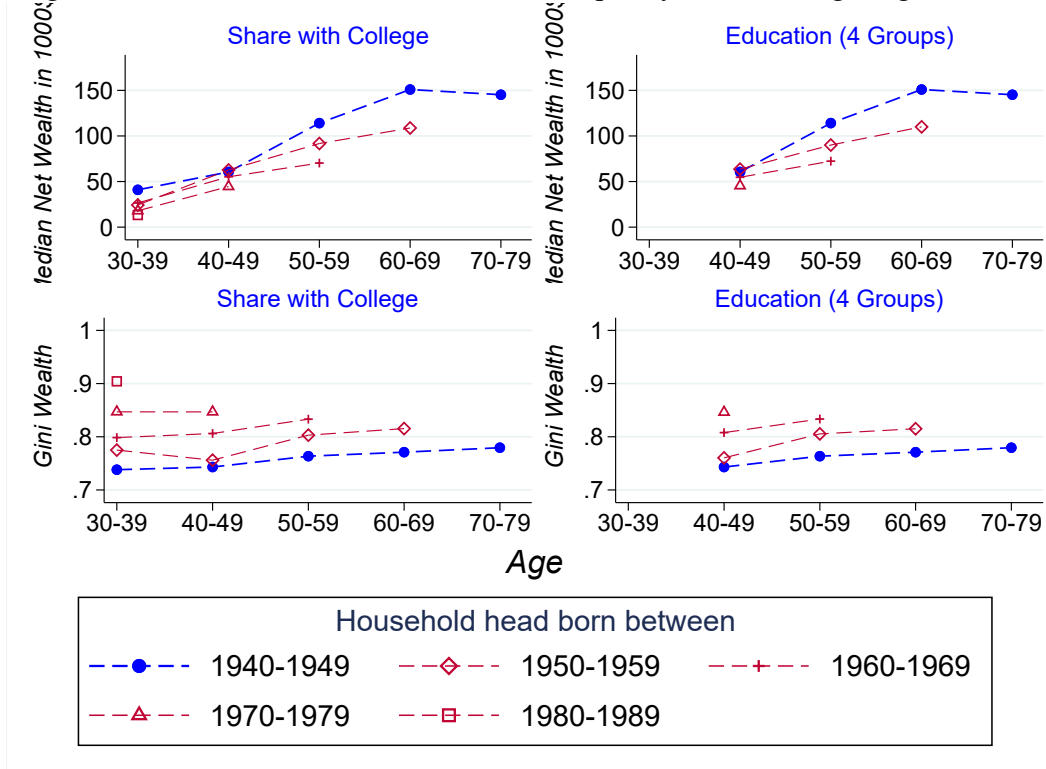 Share with College
Education (4 Groups)
Net Wealth in 1000
Net Wealth in 1000
150
100
50
0
30-39 40-49 50-59 60-69 70-79
150
100
50
0
30-39 40-49 50-59 60-69 70-79
Share with College
Education (4 Groups)
Gini Wealth
1
.9
.8
.7
30-39 40-49 50-59 60-69 70-79
Gini Wealth
1
.9
.8
.7
30-39 40-49 50-59 60-69 70-79
Age
Household head born between
1940-1949 1950-1959 1960-1969
1970-1979 1980-1989